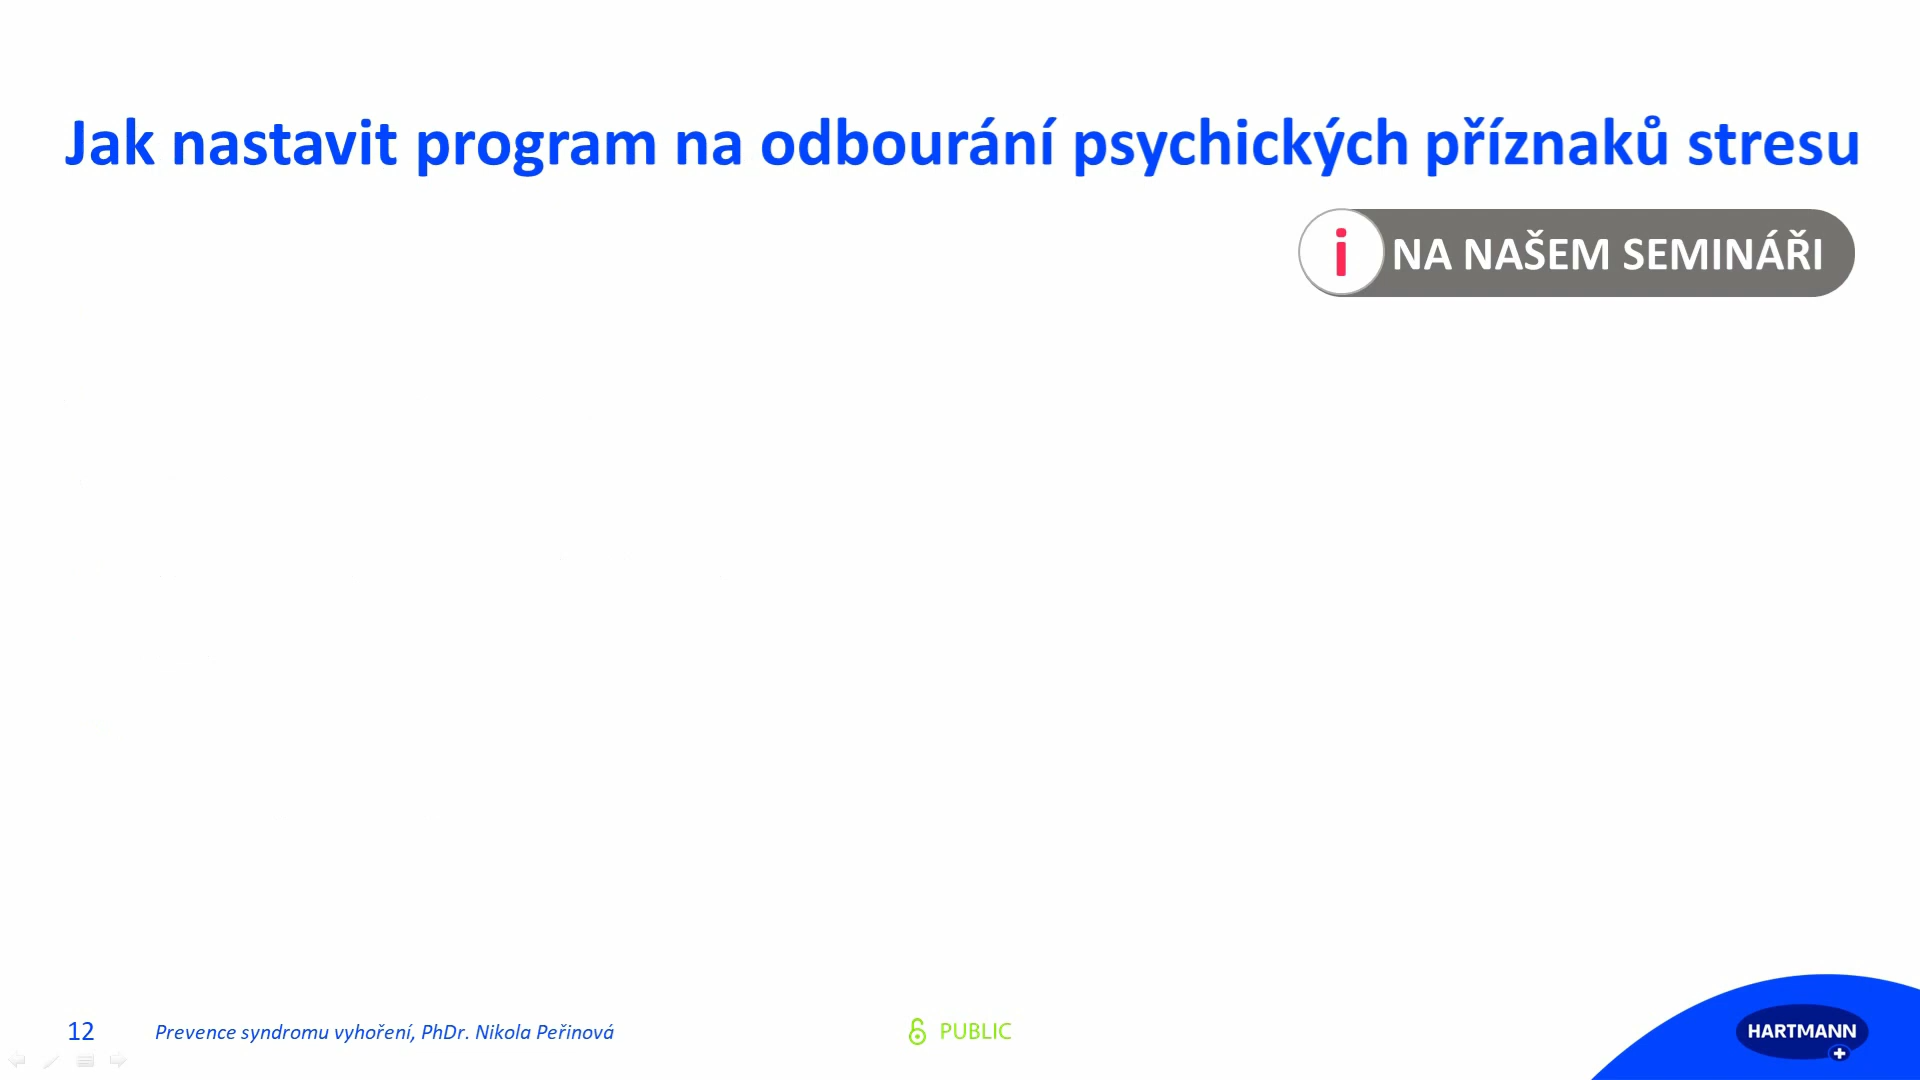 Jak nastavit program na odbourání psychických příznaků stresu
i NA NAŠEM SEMINÁŘI
12 Prevence syndromu vyhoření, PhDr. Nikola Peřinová PUBLIC
HARTMANN